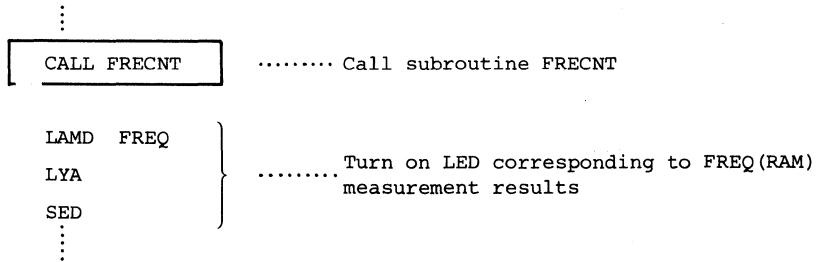 CALL FRECNT ......... Call subroutine FRECNT
LAMD FREQ
LYA ......... Turn on LED corresponding to FREQ(RAM)
measurement results
SED